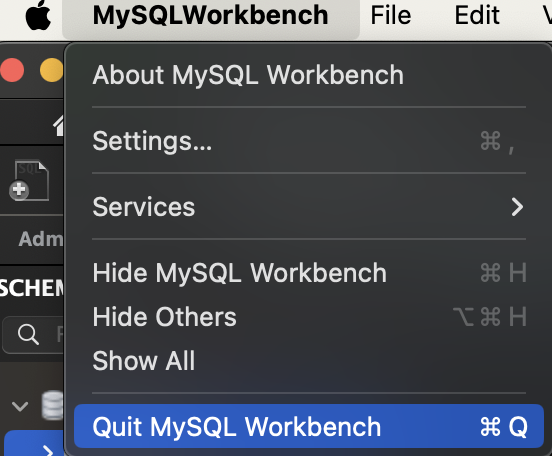 MySQLWorkbench File Edit
About MySQL Workbench
Settings... ⌘ ,
Services
Hide MySQL Workbench ⌘ H
Hide Others ⌥ ⌘ H
Show All
Quit MySQL Workbench ⌘ Q
SQL
Adm
SCHEM
F